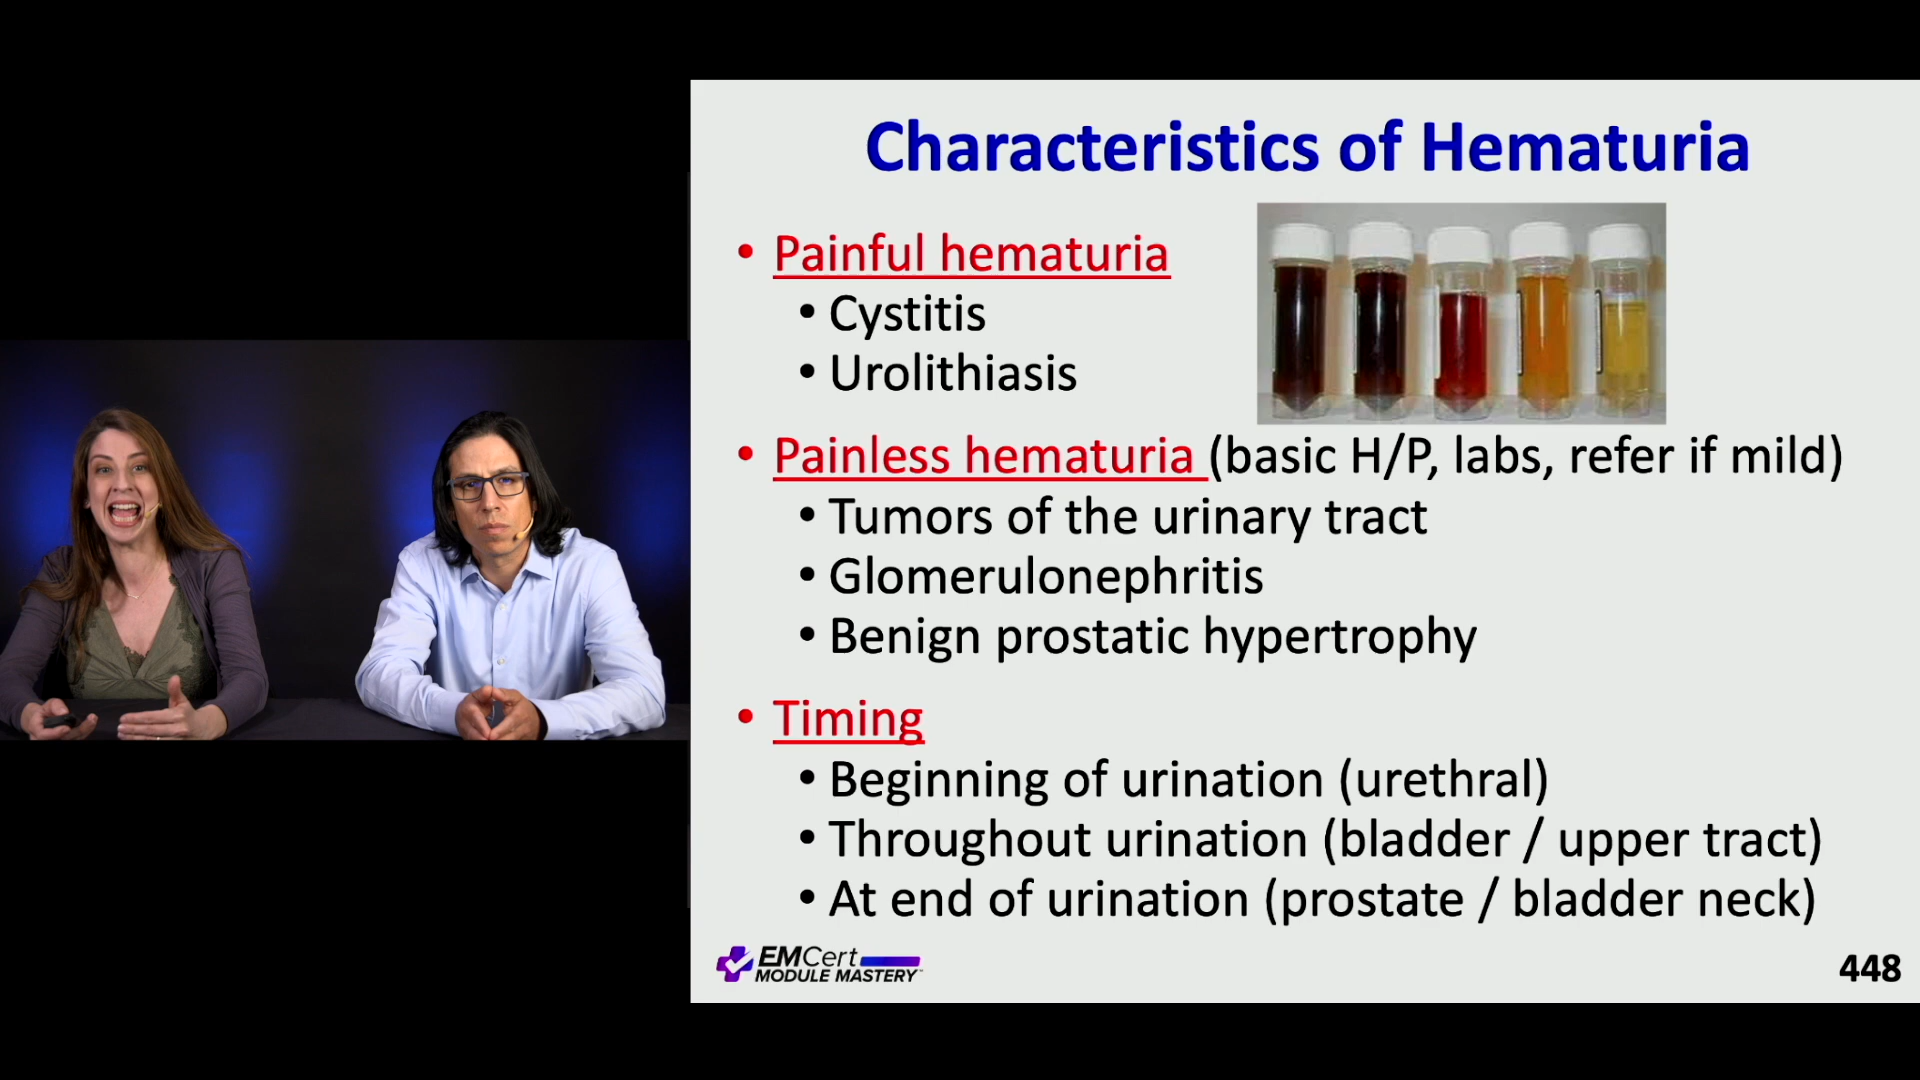 Characteristics of Hematuria
• Painful hematuria
• Cystitis
• Urolithiasis
• Painless hematuria (basic H/P, labs, refer if mild)
• Tumors of the urinary tract
• Glomerulonephritis
• Benign prostatic hypertrophy
• Timing
• Beginning of urination (urethral)
• Throughout urination (bladder / upper tract)
• At end of urination (prostate / bladder neck)
EMCert
MODULE MASTERY
448